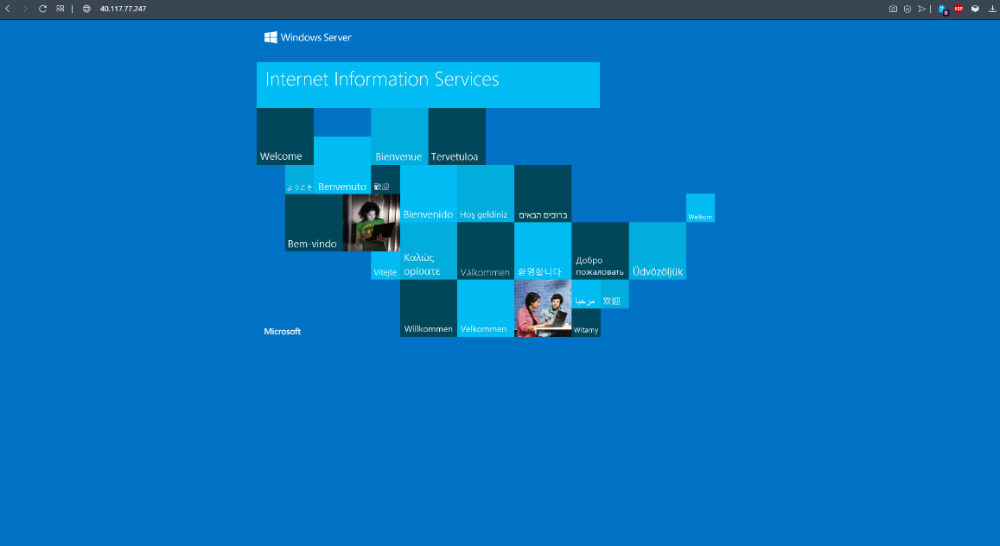 40.117.77.247
ABP
Windows Server
Internet Information Services
Welcome
Bienvenue
Tervetuloa
ようこそ
Benvenuto
歓迎
Bienvenido
Hoş geldiniz
ברוכים הבאים
Welkom
Bem-vindo
Vítejte
Καλώς
ορίσατε
Välkommen
환영합니다
Добро
пожаловать
Üdvözöljük
Willkommen
Velkommen
مرحبا
欢迎
Witamy
Microsoft